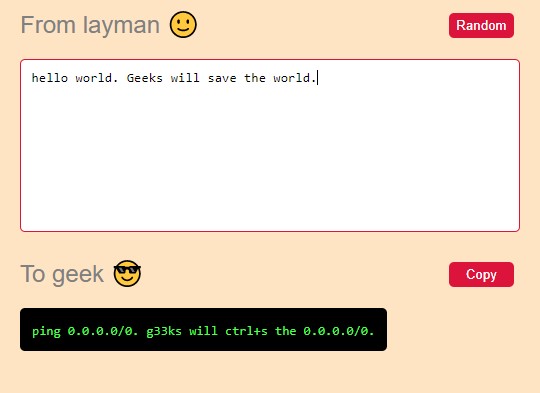 From layman 🙂
Random
hello world. Geeks will save the world.
To geek 😎
Copy
ping 0.0.0.0/0. g33ks will ctrl+s the 0.0.0.0/0.